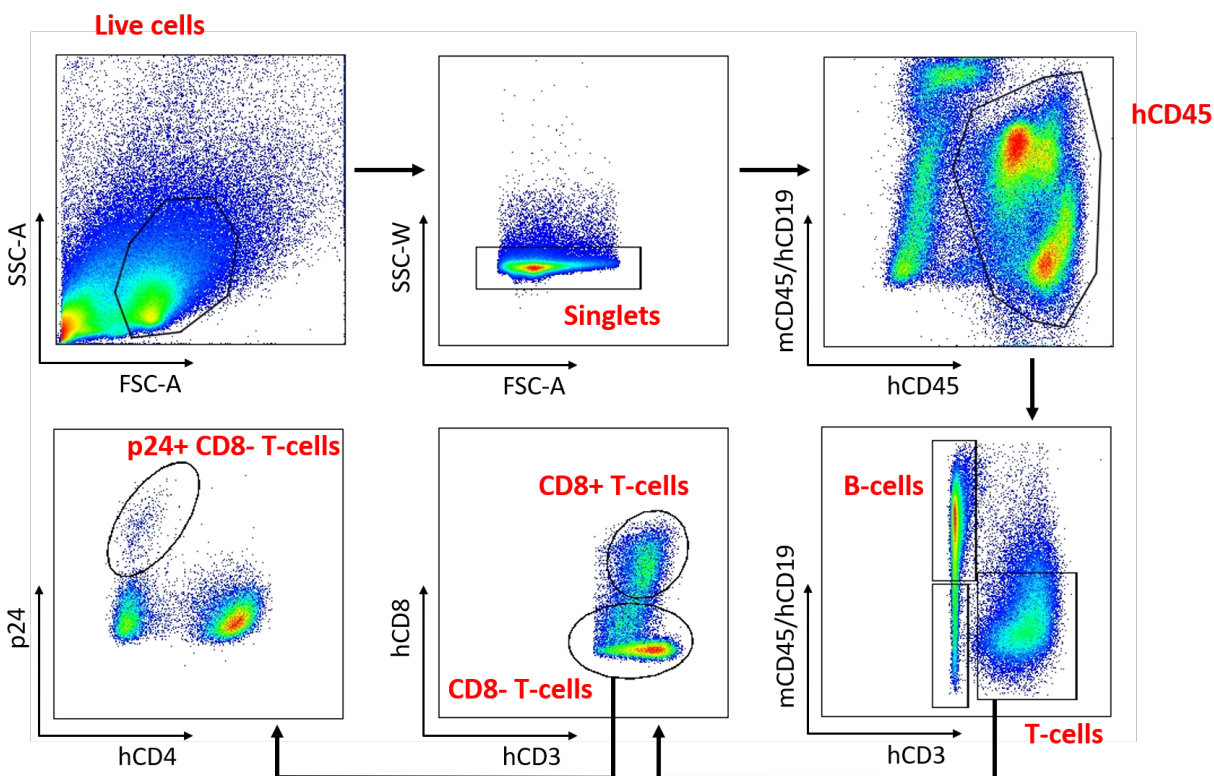 Live cells
SSC-A
FSC-A
SSC-W
Singlets
FSC-A
mCD45/hCD19
hCD45
hCD45
p24+ CD8- T-cells
p24
hCD4
CD8+ T-cells
hCD8
CD8- T-cells
hCD3
B-cells
mCD45/hCD19
hCD3
T-cells